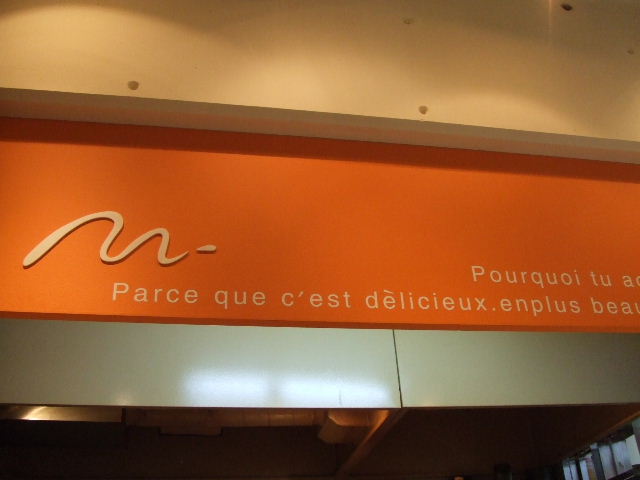 Pourquoi tu
Parce que c'est dèlicieux.enplus